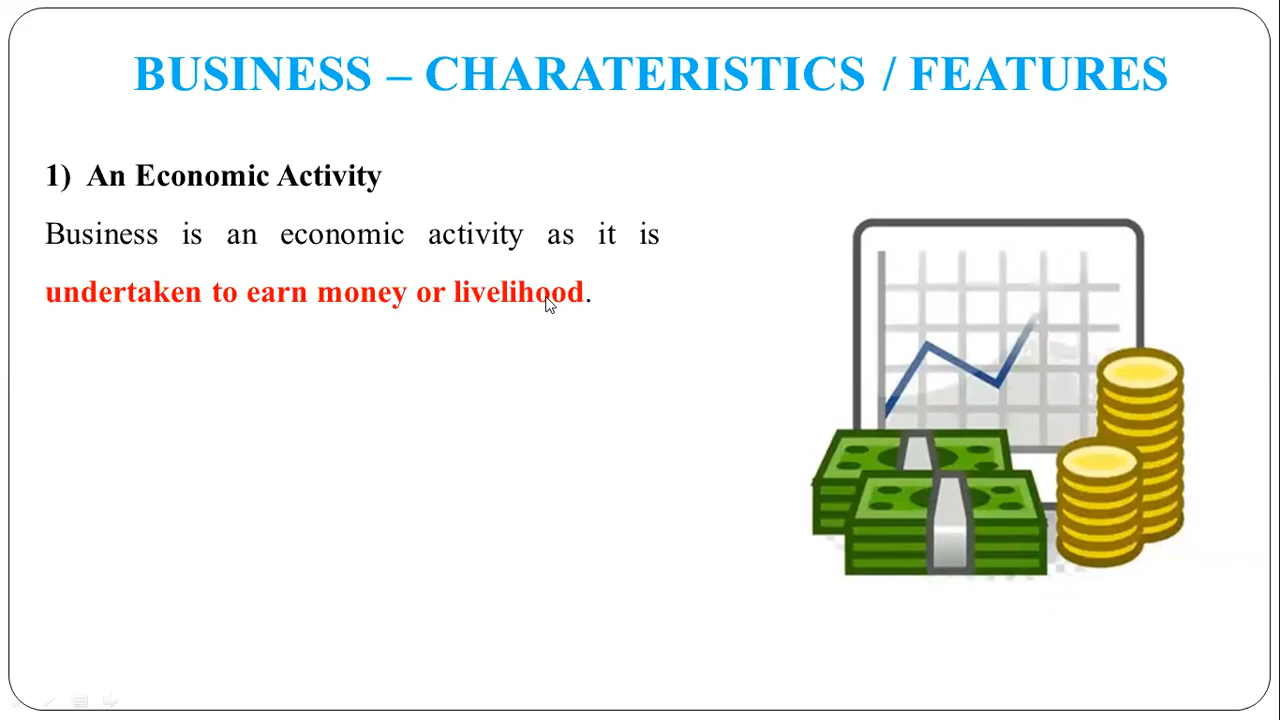 BUSINESS – CHARATERISTICS / FEATURES
1) An Economic Activity
Business is an economic activity as it is
undertaken to earn money or livelihood.